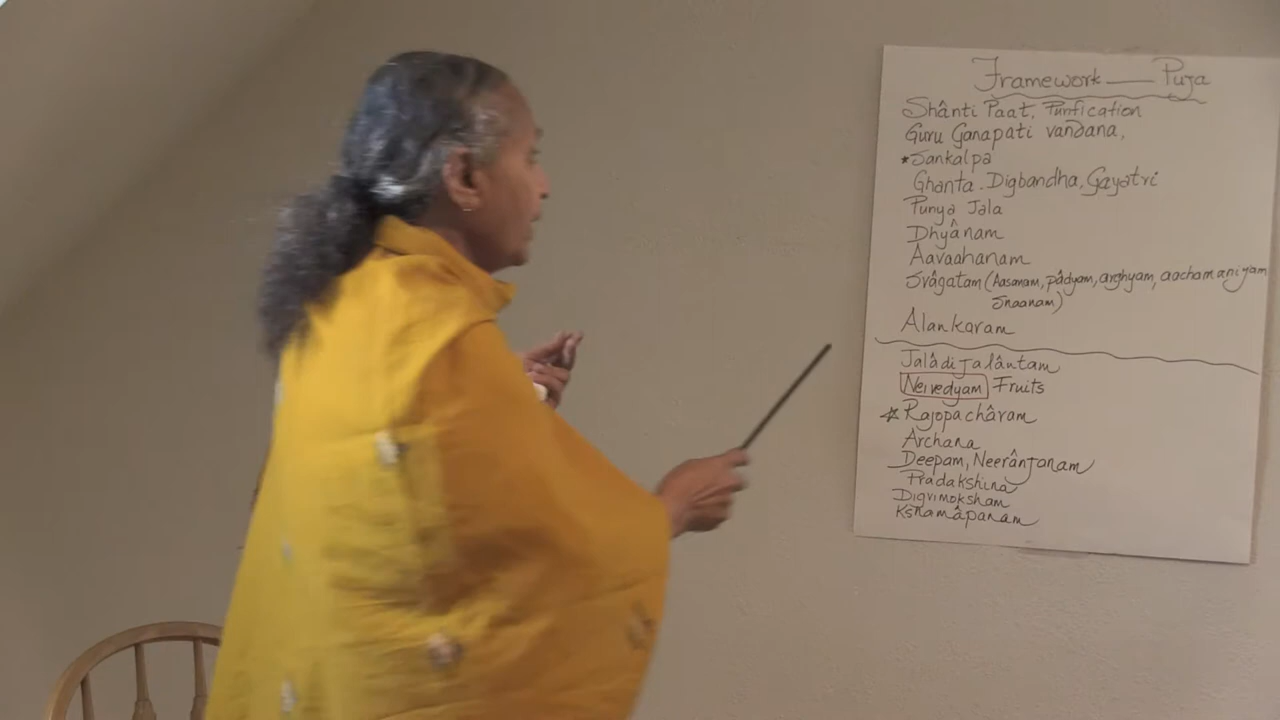 Framework — Puja
Shânti Paat, Purification
Guru Ganapati vandana,
*Sankalpa
Ghanta. Digbandha, Gayatri
Punya Jala
Dhyânam
Aavaahanam
Svâgatam (Aasanam, pâdyam, arghyam, aachamaniyam
Snaanam)
Alankaram
Jalâdi Jalântam
Neivedyam Fruits
☆ Rajopachâram
Archana
Deepam, Neerânjanam
Pradakshina
Digvimoksham
Kshamâpanam